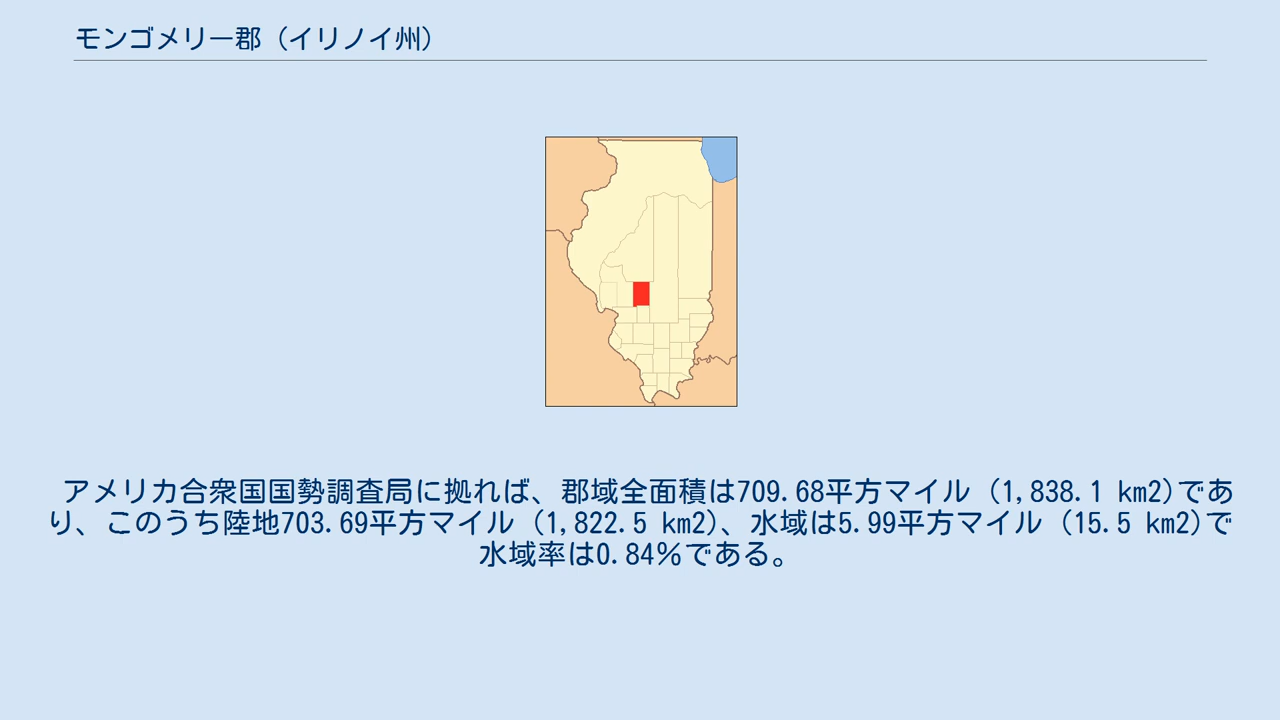 モンゴメリー郡 (イリノイ州)
アメリカ合衆国国勢調査局に拠れば、郡域全面積は709.68平方マイル (1,838.1 km2)であ
り、このうち陸地703.69平方マイル (1,822.5 km2)、水域は5.99平方マイル (15.5 km2)で
水域率は0.84%である。